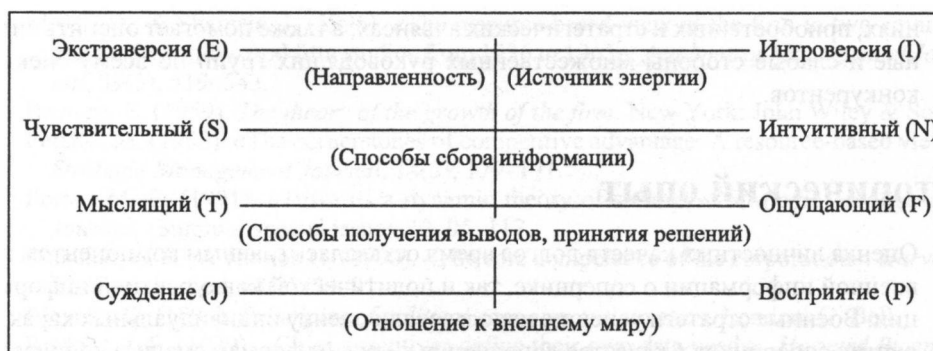 Экстраверсия (E) Интроверсия (I)
(Направленность) (Источник энергии)
Чувствительный (S) Интуитивный (N)
(Способы сбора информации)
Мыслящий (T) Ощущающий (F)
(Способы получения выводов, принятия решений)
Суждение (J) Восприятие (P)
(Отношение к внешнему миру)